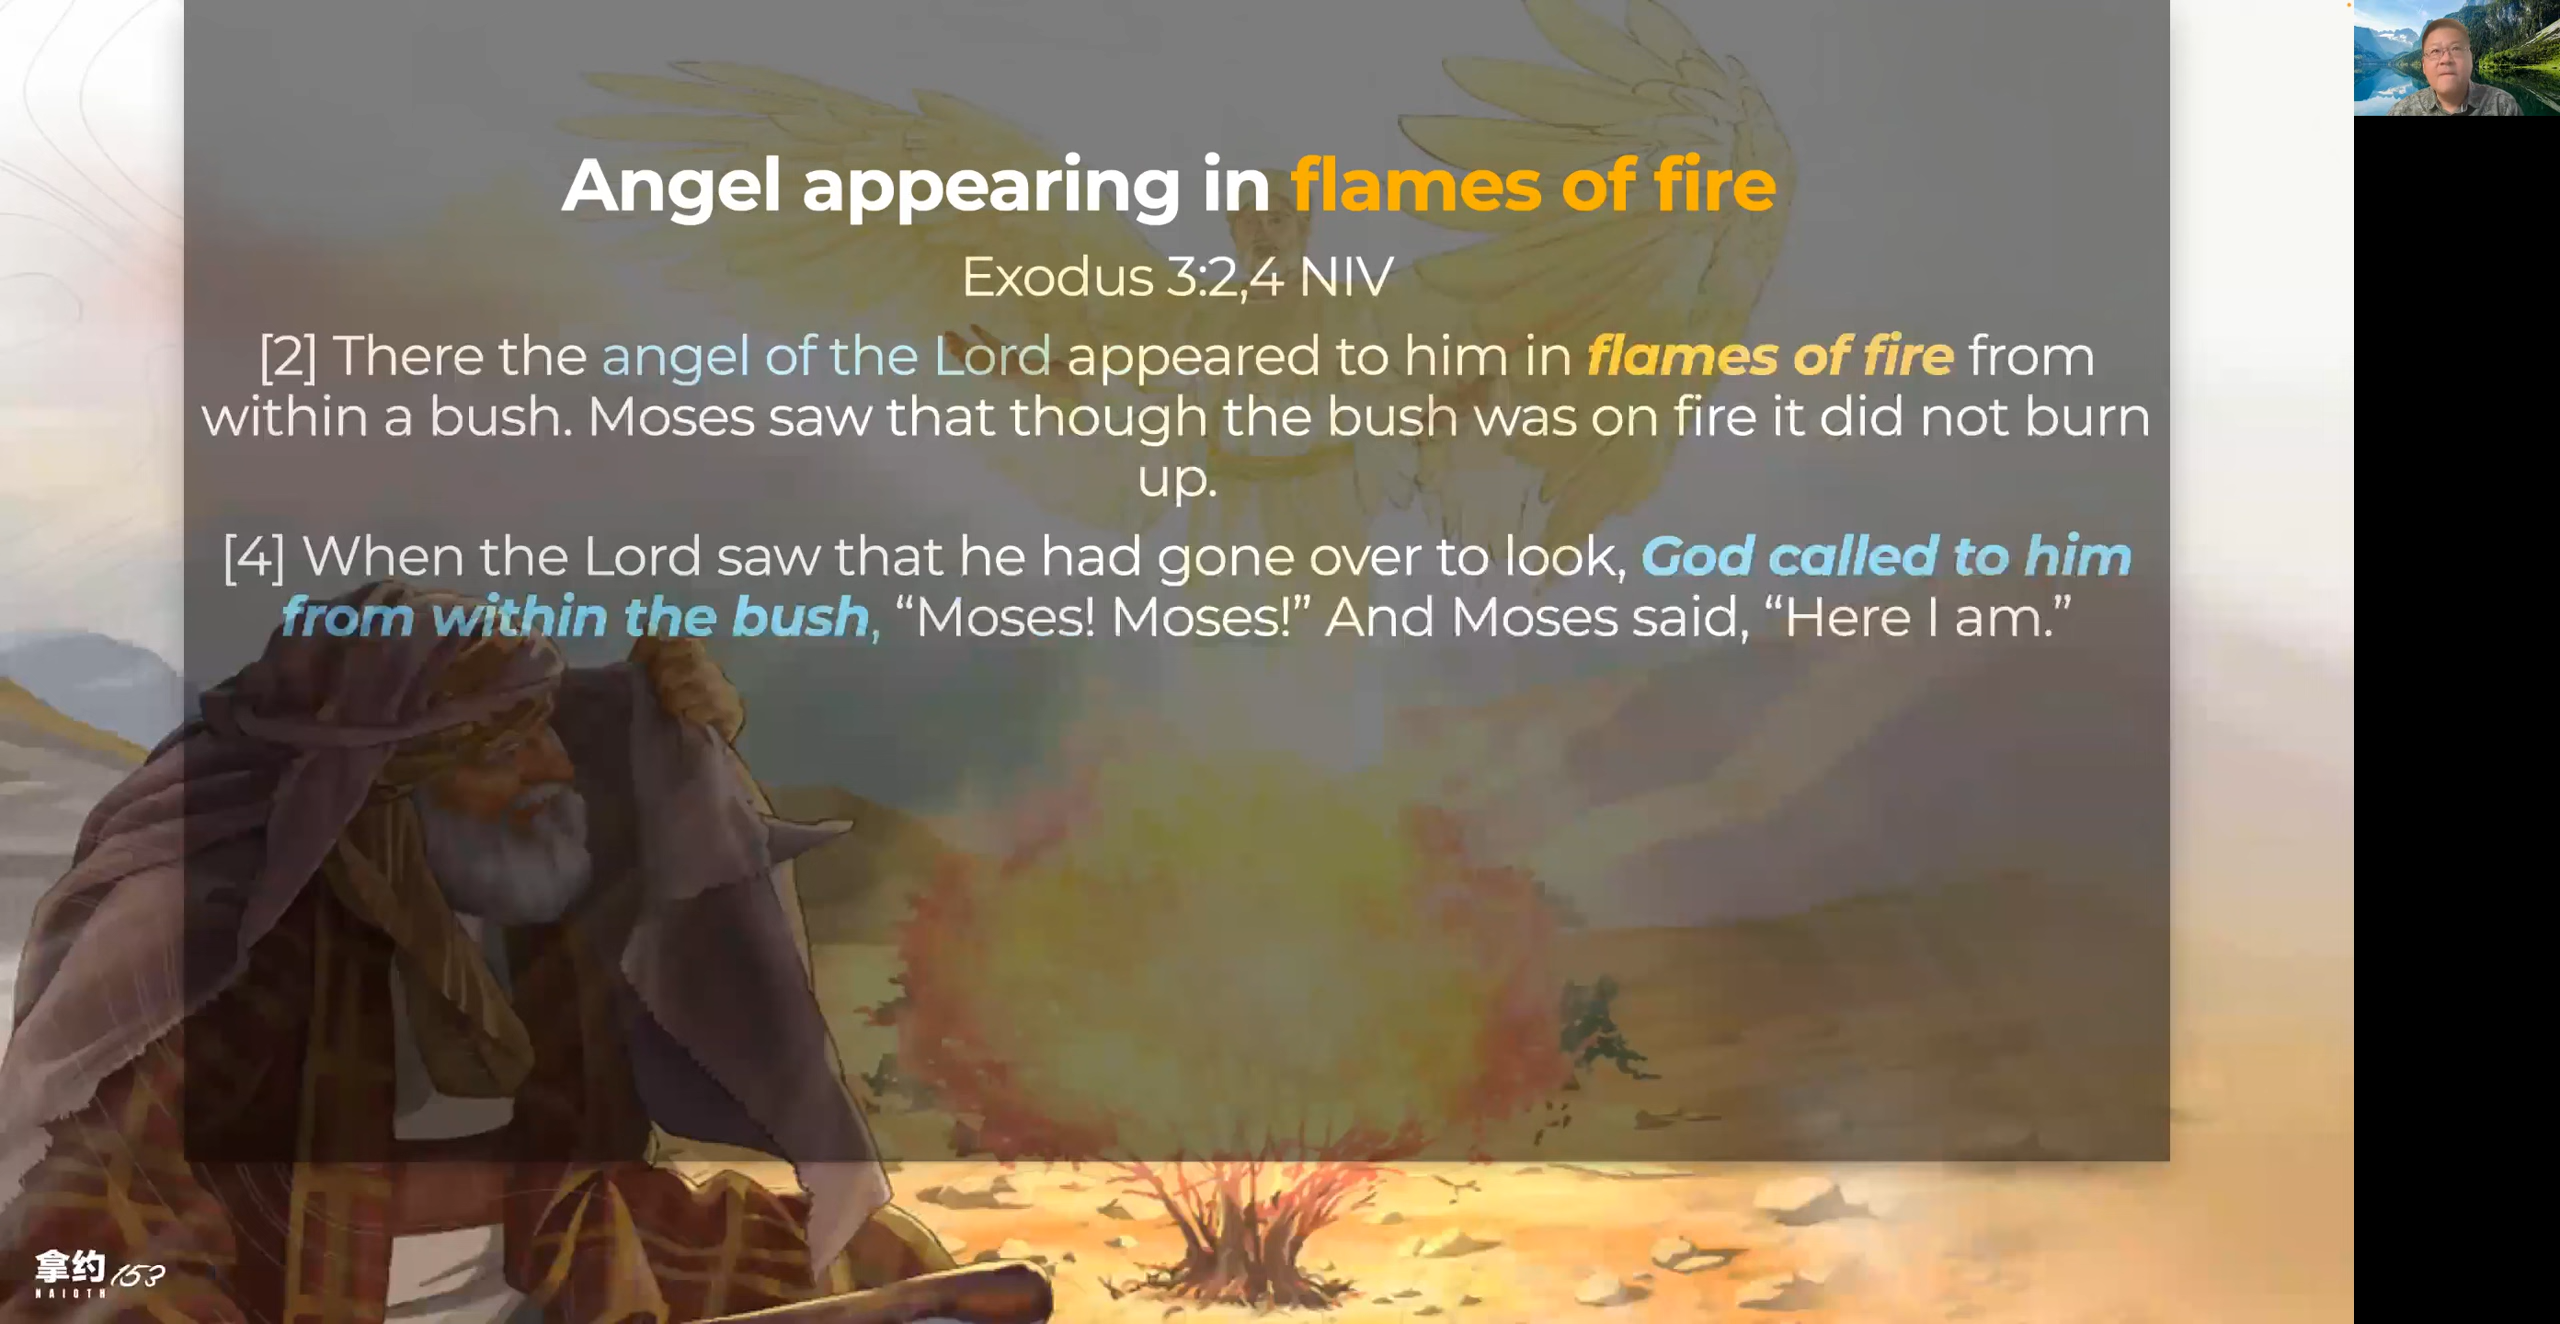 Angel appearing in flames of fire
Exodus 3:2,4 NIV
[2] There the angel of the Lord appeared to him in flames of fire from
within a bush. Moses saw that though the bush was on fire it did not burn
up.
[4] When the Lord saw that he had gone over to look, God called to him
from within the bush, “Moses! Moses!” And Moses said, “Here I am.”
拿约 153
NAIOTH